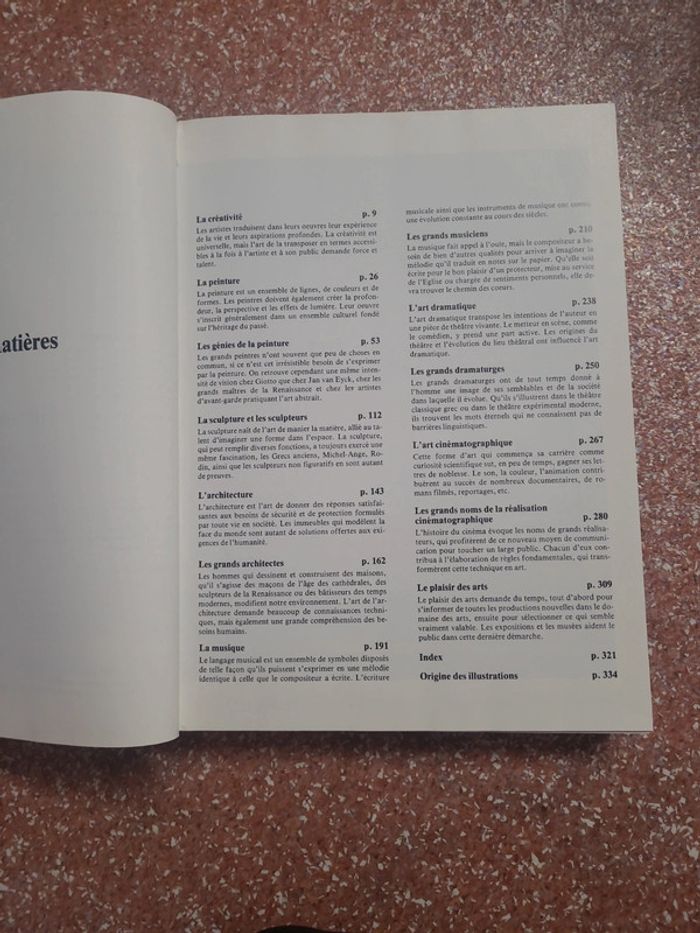 atières
La créativité p. 9
Les artistes traduisent dans leurs oeuvres leur expérience
de la vie et leurs aspirations profondes. La créativité est
universelle, mais l'art de la transposer en termes accessi-
bles à la fois à l'artiste et à son public demande force et
talent.
La peinture p. 26
La peinture est un ensemble de lignes, de couleurs et de
formes. Les peintres doivent également créer la profon-
deur, la perspective et les effets de lumière. Leur oeuvre
s'inscrit généralement dans un ensemble culturel fondé
sur l'héritage du passé.
Les génies de la peinture p. 53
Les grands peintres n'ont souvent que peu de choses en
commun, si ce n'est cet irrésistible besoin de s'exprimer
par la peinture. On retrouve cependant une même inten-
sité de vision chez Giotto que chez Jan van Eyck, chez les
grands maîtres de la Renaissance et chez les artistes
d'avant-garde pratiquant l'art abstrait.
La sculpture et les sculpteurs p. 112
La sculpture naît de l'art de manier la matière, allié au ta-
lent d'imaginer une forme dans l'espace. La sculpture,
qui peut remplir diverses fonctions, a toujours exercé une
même fascination, les Grecs anciens, Michel-Ange, Ro-
din, ainsi que les sculpteurs non figuratifs en sont autant
de preuves.
L'architecture p. 143
L'architecture est l'art de donner des réponses satisfai-
santes aux besoins de sécurité et de protection formulés
par toute vie en société. Les immeubles qui modèlent la
face du monde sont autant de solutions offertes aux exi-
gences de l'humanité.
Les grands architectes p. 162
Les hommes qui dessinent et construisent des maisons,
qu'il s'agisse des maçons de l'âge des cathédrales, des
sculpteurs de la Renaissance ou des bâtisseurs des temps
modernes, modifient notre environnement. L'art de l'ar-
chitecture demande beaucoup de connaissances techni-
ques, mais également une grande compréhension des be-
soins humains.
La musique p. 191
Le langage musical est un ensemble de symboles disposés
de telle façon qu'ils puissent s'exprimer en une mélodie
identique à celle que le compositeur a écrite. L'écriture
musicale ainsi que les instruments de musique ont connu
une évolution constante au cours des siècles.
Les grands musiciens p. 210
La musique fait appel à l'ouïe, mais le compositeur a be-
soin de bien d'autres qualités pour arriver à imaginer la
mélodie qu'il traduit en notes sur le papier. Qu'elle soit
écrite pour le bon plaisir d'un protecteur, mise au service
de l'Eglise ou chargée de sentiments personnels, elle de-
vra trouver le chemin des coeurs.
L'art dramatique p. 238
L'art dramatique transpose les intentions de l'auteur en
une pièce de théâtre vivante. Le metteur en scène, comme
le comédien, y prend une part active. Les origines du
théâtre et l'évolution du lieu théâtral ont influencé l'art
dramatique.
Les grands dramaturges p. 250
Les grands dramaturges ont de tout temps donné à
l'homme une image de ses semblables et de la société
dans laquelle il évolue. Qu'ils s'illustrent dans le théâtre
classique grec ou dans le théâtre expérimental moderne,
ils trouvent les mots éternels qui ne connaissent pas de
barrières linguistiques.
L'art cinématographique p. 267
Cette forme d'art qui commença sa carrière comme
curiosité scientifique sut, en peu de temps, gagner ses let-
tres de noblesse. Le son, la couleur, l'animation contri-
buèrent au succès de nombreux documentaires, de ro-
mans filmés, reportages, etc.
Les grands noms de la réalisation
cinématographique p. 280
L'histoire du cinéma évoque les noms de grands réalisa-
teurs, qui profitèrent de ce nouveau moyen de communi-
cation pour toucher un large public. Chacun d'eux con-
tribua à l'élaboration de règles fondamentales, qui trans-
formèrent cette technique en art.
Le plaisir des arts p. 309
Le plaisir des arts demande du temps, tout d'abord pour
s'informer de toutes les productions nouvelles dans le do-
maine des arts, ensuite pour sélectionner ce qui semble
vraiment valable. Les expositions et les musées aident le
public dans cette dernière démarche.
Index p. 321
Origine des illustrations p. 334